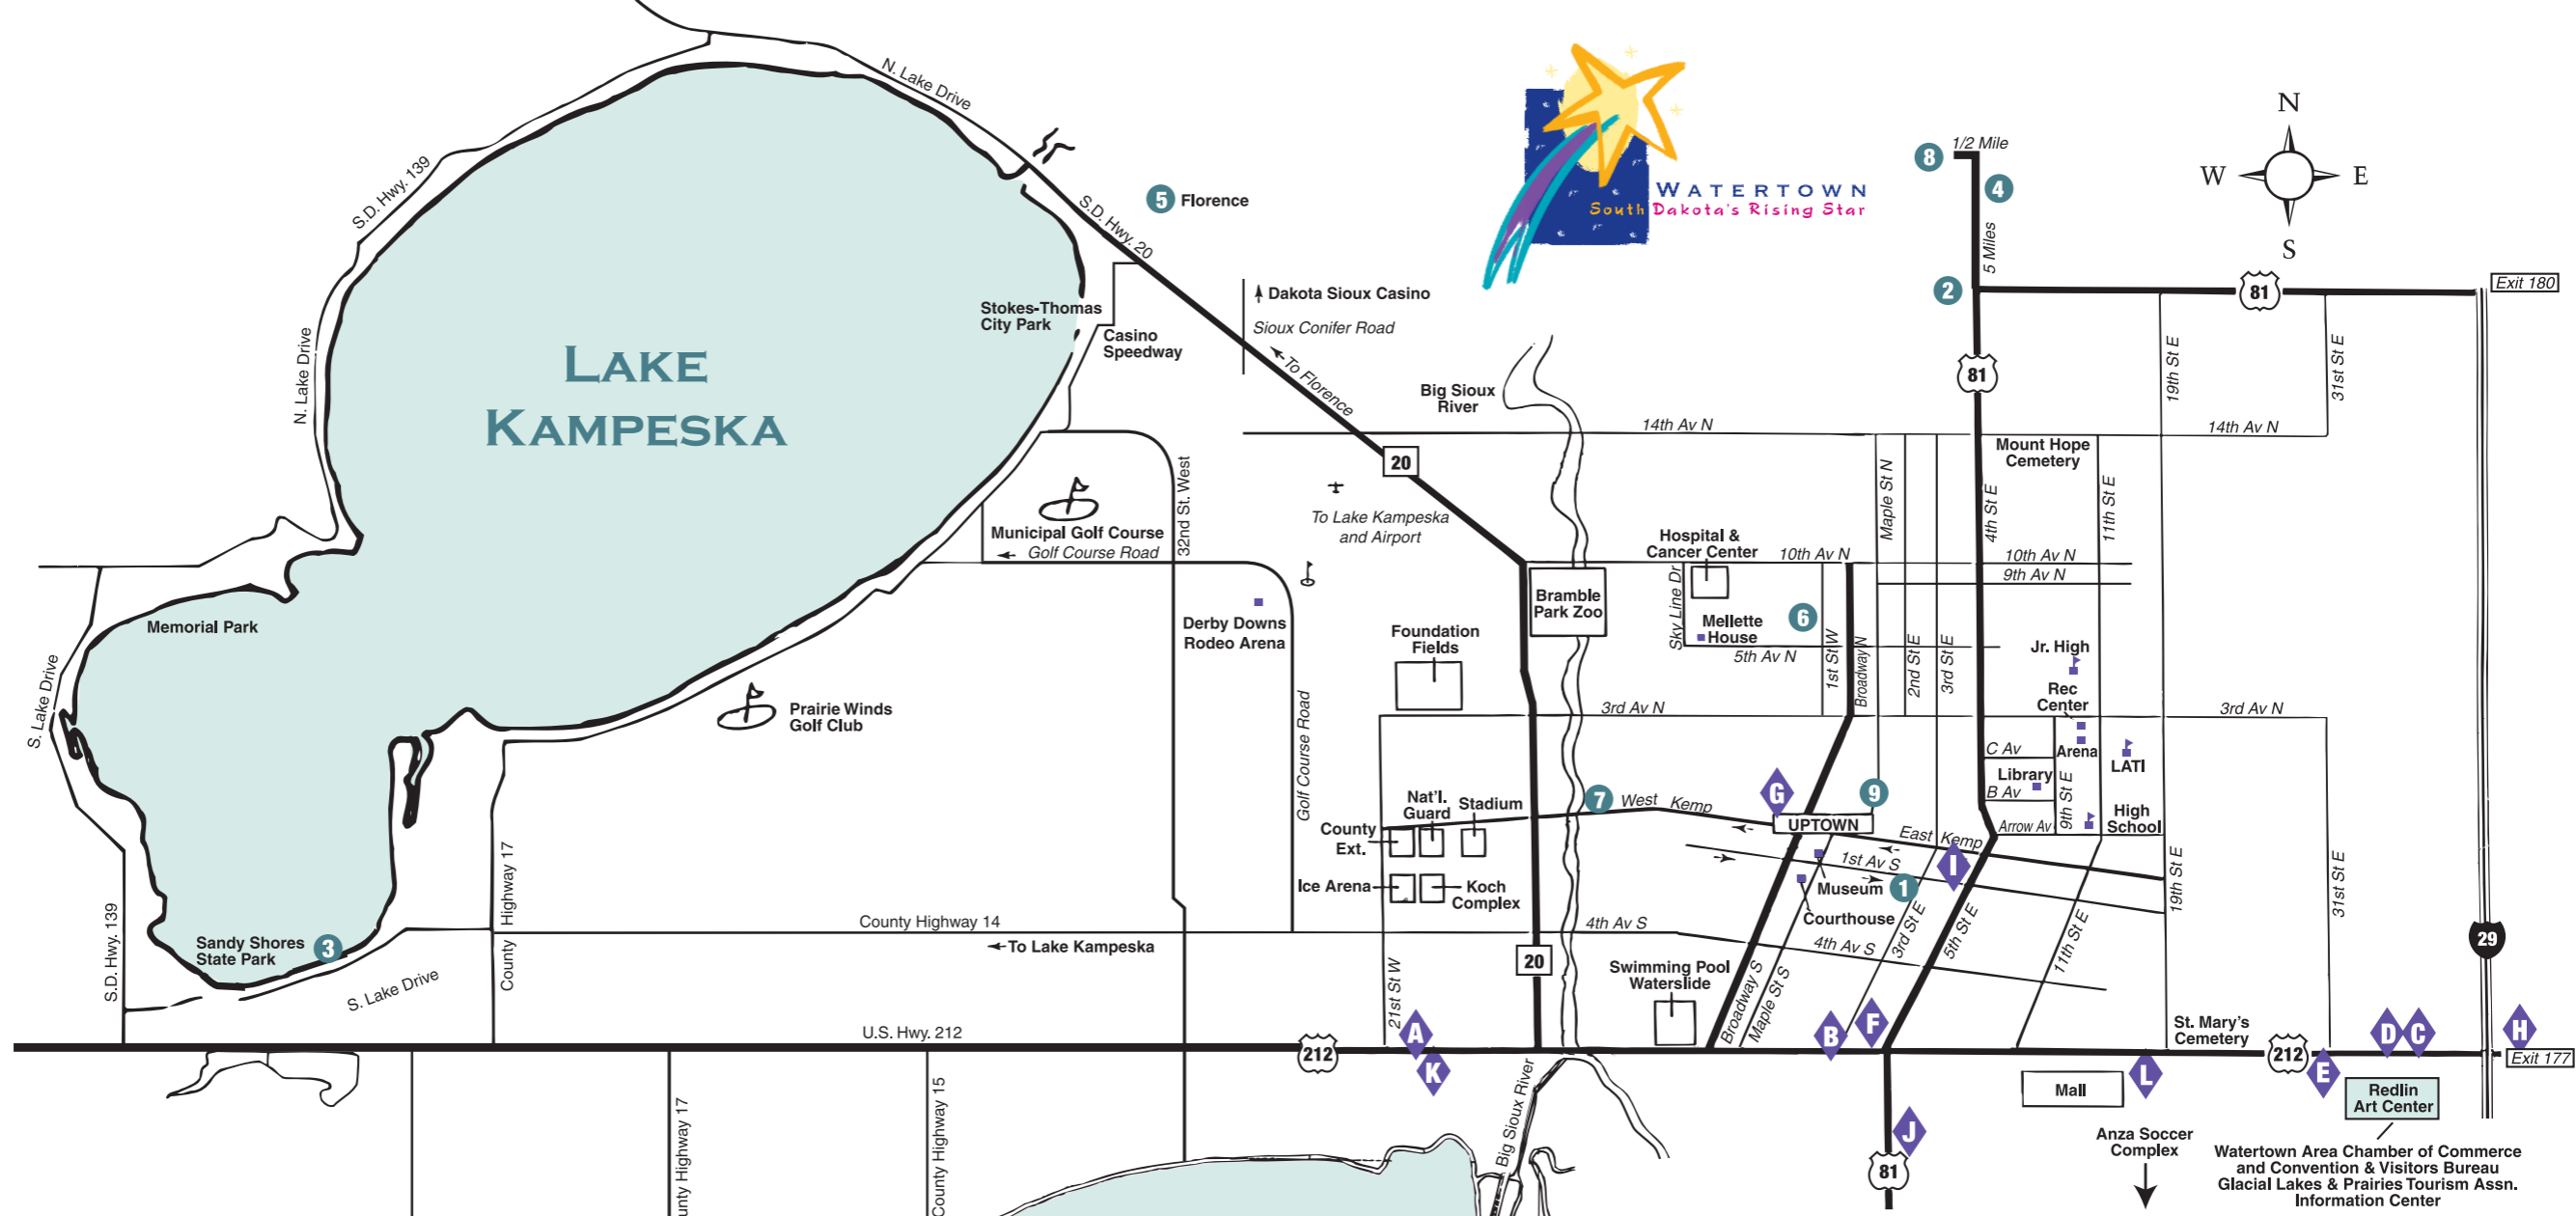 N. Lake Drive
S.D. Hwy. 139
N. Lake Drive
LAKE
KAMPESKA
S.D. Hwy. 20
5 Florence
WATERTOWN
South Dakota's Rising Star
8
1/2 Mile
4
5 Miles
2
N
W
E
S
81
Exit 180
Stokes-Thomas
City Park
Casino
Speedway
Dakota Sioux Casino
Sioux Conifer Road
To Florence
Big Sioux
River
81
19th St E
31st St E
14th Av N
14th Av N
20
Mount Hope
Cemetery
Maple St N
4th St E
11th St E
Municipal Golf Course
Golf Course Road
32nd St. West
To Lake Kampeska
and Airport
Hospital &
Cancer Center
10th Av N
10th Av N
9th Av N
Bramble
Park Zoo
Sky Line Dr
Mellette
House
6
5th Av N
1st St W
Broadway N
2nd St E
3rd St E
Jr. High
Rec
Center
Arena
LATI
Memorial Park
S. Lake Drive
Derby Downs
Rodeo Arena
Foundation
Fields
Prairie Winds
Golf Club
Golf Course Road
3rd Av N
3rd Av N
C Av
Library
B Av
9th St E
Arrow Av
High
School
County
Ext.
Nat'l.
Guard
Stadium
7
West Kemp
G
9
UPTOWN
East Kemp
I
1st Av S
Museum
1
Courthouse
Ice Arena
Koch
Complex
19th St E
31st St E
29
S.D. Hwy. 139
Sandy Shores
State Park
3
S. Lake Drive
County Highway 17
County Highway 14
To Lake Kampeska
4th Av S
4th Av S
3rd St E
5th St E
11th St E
20
21st St W
Swimming Pool
Waterslide
Broadway S
Maple St S
U.S. Hwy. 212
212
A
K
B
F
St. Mary's
Cemetery
212
D
C
H
Exit 177
Mall
L
E
Redlin
Art Center
J
81
unty Highway 17
County Highway 15
Big Sioux River
Anza Soccer
Complex
Watertown Area Chamber of Commerce
and Convention & Visitors Bureau
Glacial Lakes & Prairies Tourism Assn.
Information Center